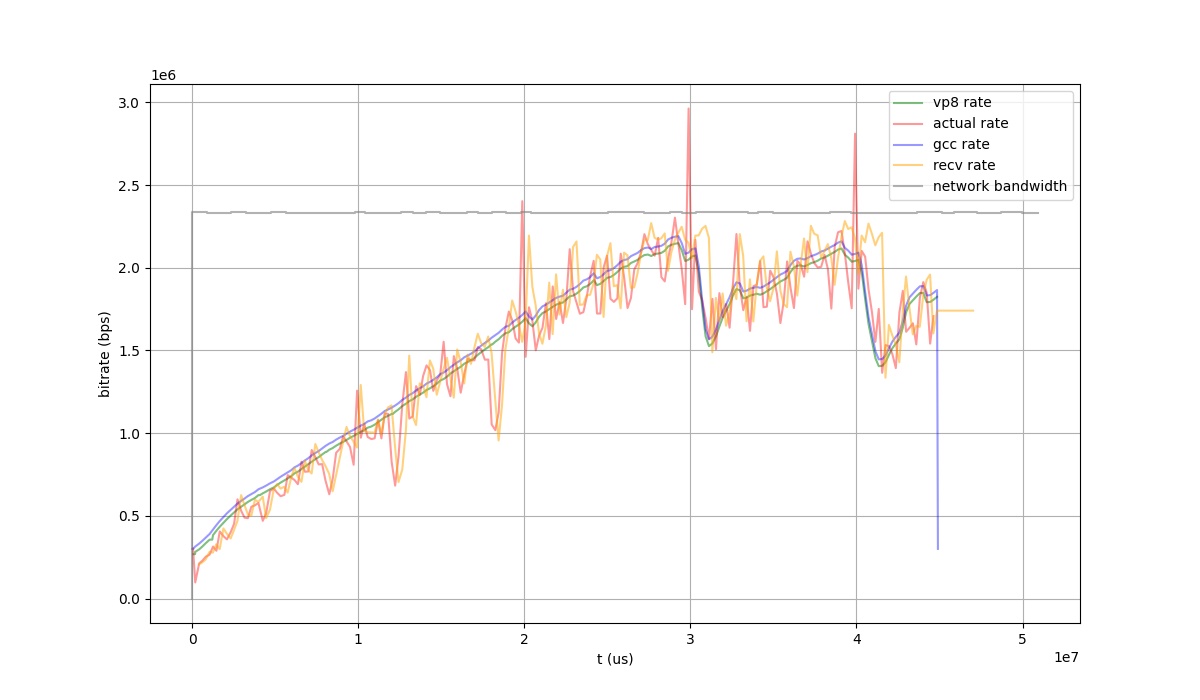 1e6
3.0
2.5
2.0
1.5
1.0
0.5
0.0
bitrate (bps)
vp8 rate
actual rate
gcc rate
recv rate
network bandwidth
0 1 2 3 4 5
t (us)
1e7